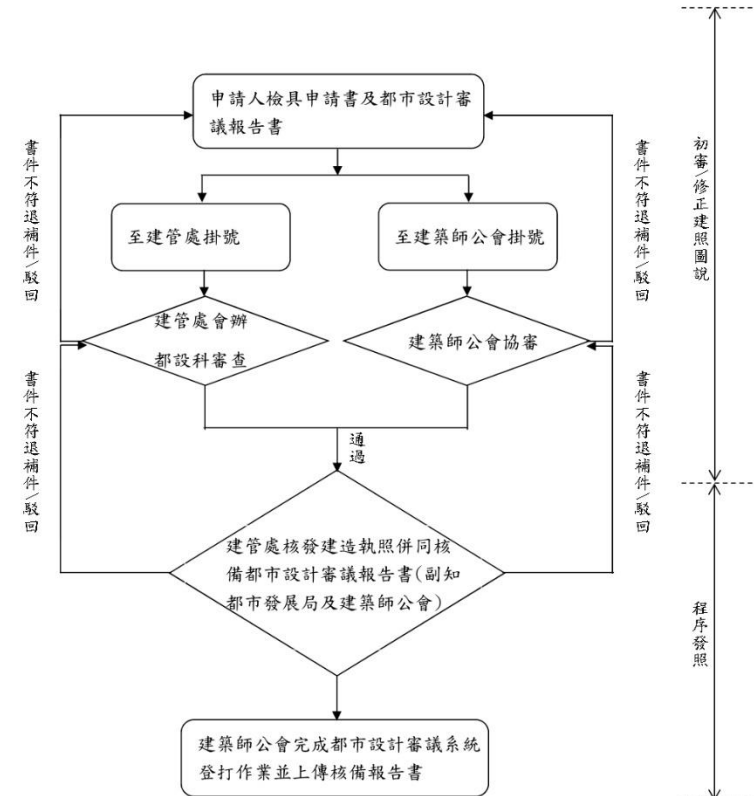 申請人檢具申請書及都市設計審
議報告書
書件不符退補件/駁回
書件不符退補件/駁回
初審/修正建照圖說
至建管處掛號
至建築師公會掛號
建管處會辦
都設科審查
建築師公會協審
書件不符退補件/駁回
書件不符退補件/駁回
通過
建管處核發建造執照併同核
備都市設計審議報告書(副知
都市發展局及建築師公會)
程序發照
建築師公會完成都市設計審議系統
登打作業並上傳核備報告書